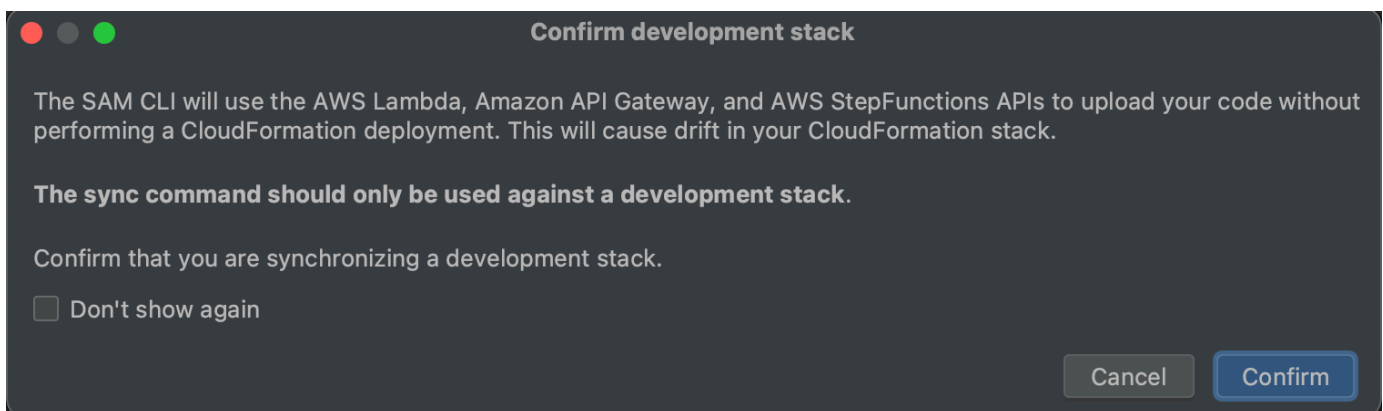 Confirm development stack
The SAM CLI will use the AWS Lambda, Amazon API Gateway, and AWS StepFunctions APIs to upload your code without
performing a CloudFormation deployment. This will cause drift in your CloudFormation stack.
The sync command should only be used against a development stack.
Confirm that you are synchronizing a development stack.
Don't show again
Cancel
Confirm